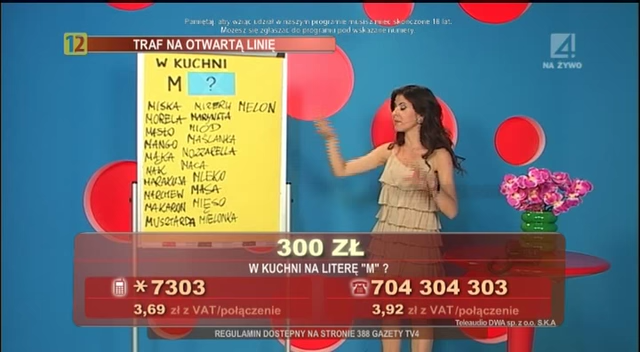 Pamiętaj, aby wziąć udział w naszym programie musisz mieć skończone 18 lat.
Możesz się zgłaszać do programu pod wskazane numery.
12
TRAF NA OTWARTĄ LINIĘ
4!
NA ŻYWO
W KUCHNI
M ?
MISKA MIZERIA MELON
MORELA MARYNATA
MASŁO MIÓD
MANGO MAŚLANKA
MĄKA MOZZARELLA
MAK MACA
MARAKUJA MLEKO
MARCHEW MASA
MAKARON MIĘSO
MUSZTARDA MIELONKA
300 ZŁ
W KUCHNI NA LITERĘ "M" ?
*7303 704 304 303
3,69 zł z VAT/połączenie 3,92 zł z VAT/połączenie
Teleaudio DWA sp. z o.o. S.K.A
REGULAMIN DOSTĘPNY NA STRONIE 388 GAZETY TV4